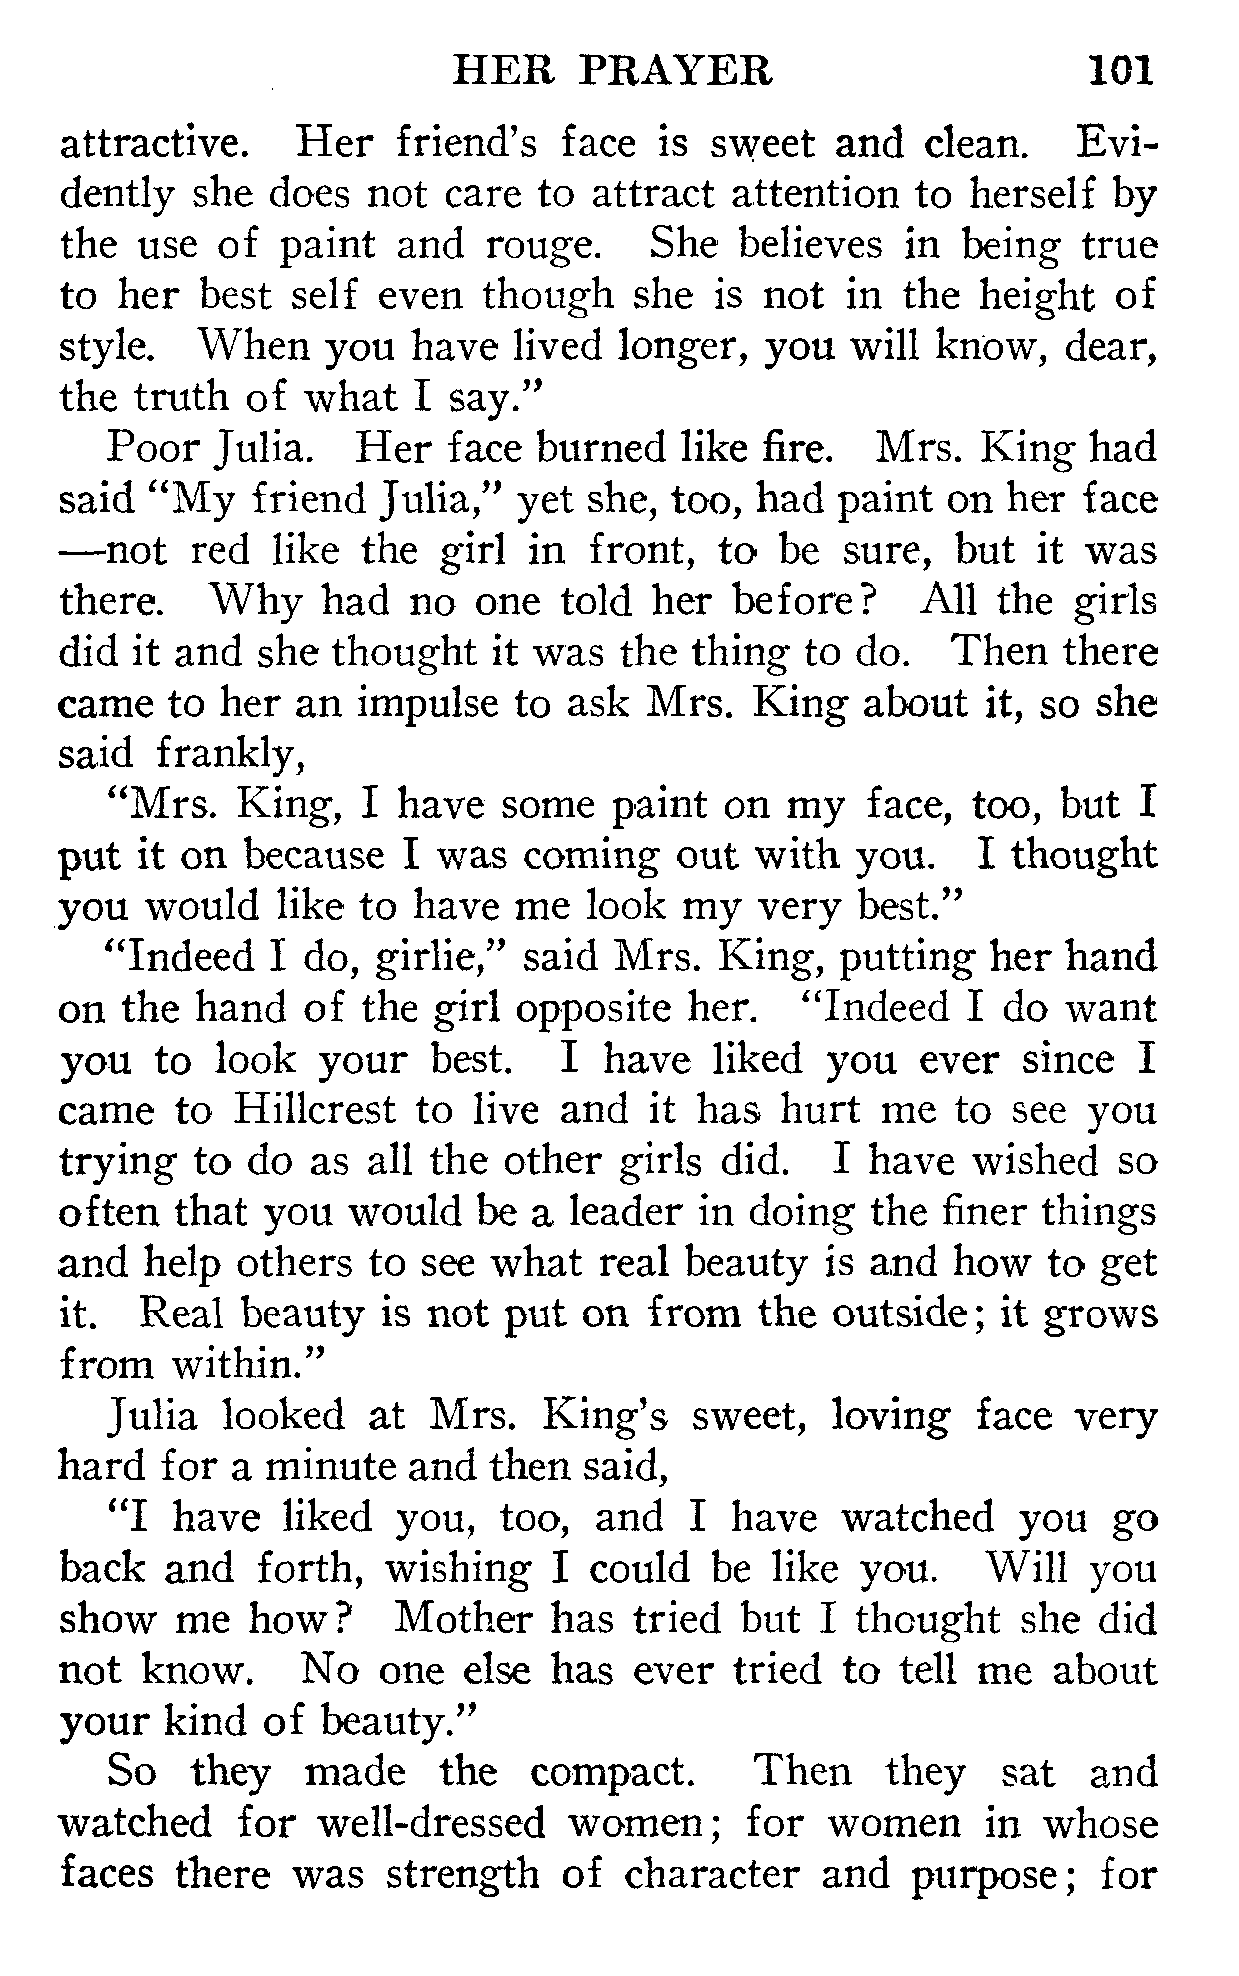 HER PRAYER 101
attractive. Her friend's face is sweet and clean. Evi-
dently she does not care to attract attention to herself by
the use of paint and rouge. She believes in being true
to her best self even though she is not in the height of
style. When you have lived longer, you will know, dear,
the truth of what I say."
Poor Julia. Her face burned like fire. Mrs. King had
said "My friend Julia," yet she, too, had paint on her face
—not red like the girl in front, to be sure, but it was
there. Why had no one told her before? All the girls
did it and she thought it was the thing to do. Then there
came to her an impulse to ask Mrs. King about it, so she
said frankly,
"Mrs. King, I have some paint on my face, too, but I
put it on because I was coming out with you. I thought
you would like to have me look my very best."
"Indeed I do, girlie," said Mrs. King, putting her hand
on the hand of the girl opposite her. "Indeed I do want
you to look your best. I have liked you ever since I
came to Hillcrest to live and it has hurt me to see you
trying to do as all the other girls did. I have wished so
often that you would be a leader in doing the finer things
and help others to see what real beauty is and how to get
it. Real beauty is not put on from the outside; it grows
from within."
Julia looked at Mrs. King's sweet, loving face very
hard for a minute and then said,
"I have liked you, too, and I have watched you go
back and forth, wishing I could be like you. Will you
show me how? Mother has tried but I thought she did
not know. No one else has ever tried to tell me about
your kind of beauty."
So they made the compact. Then they sat and
watched for well-dressed women; for women in whose
faces there was strength of character and purpose; for